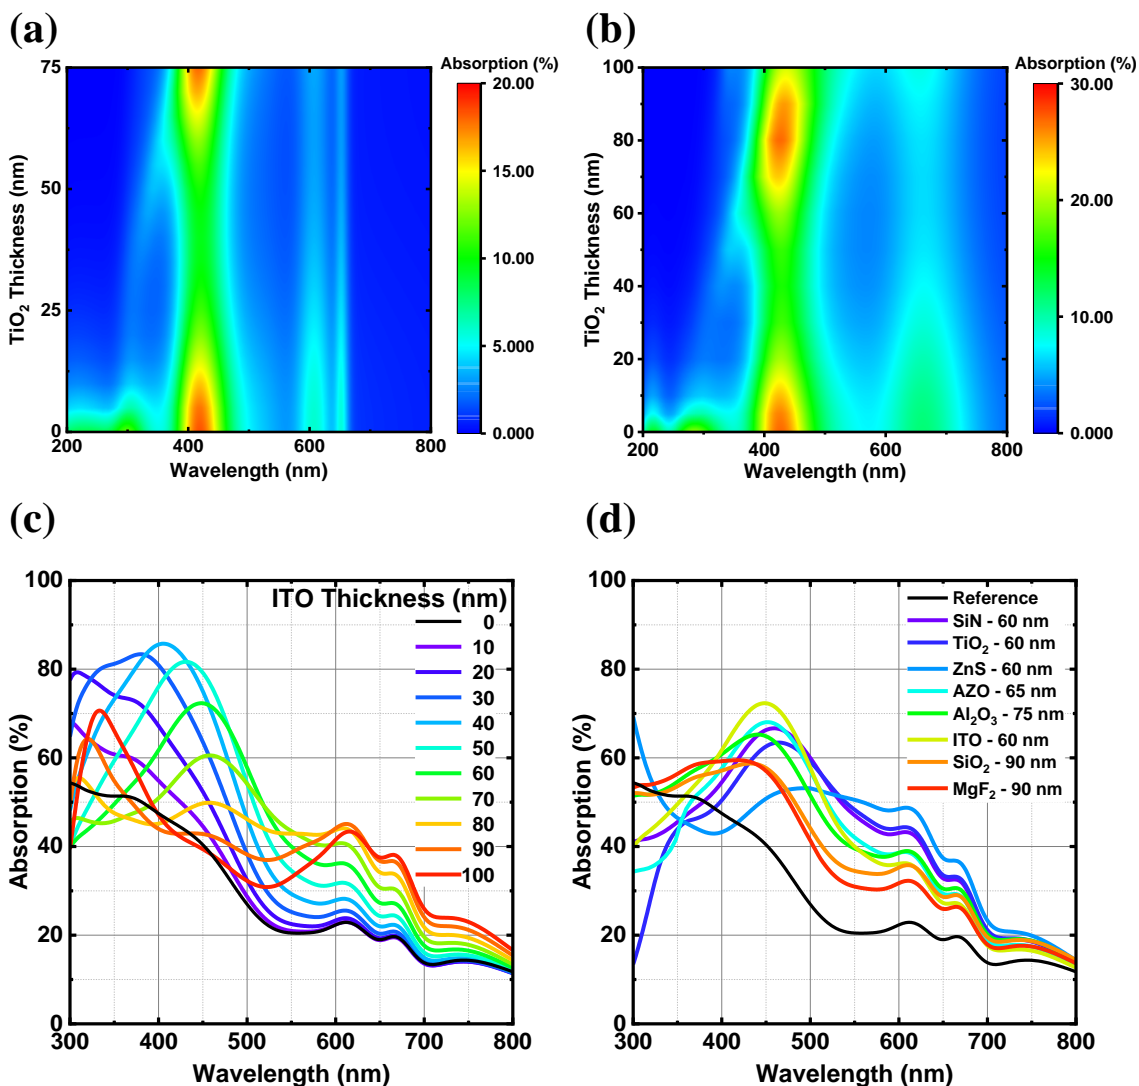 (a)
(b)
Absorption (%)
Absorption (%)
75
50
25
0
TiO₂ Thickness (nm)
200
400
600
800
Wavelength (nm)
20.00
15.00
10.00
5.000
0.000
100
80
60
40
20
0
TiO₂ Thickness (nm)
200
400
600
800
Wavelength (nm)
30.00
20.00
10.00
0.000
(c)
(d)
100
80
60
40
20
0
Absorption (%)
300
400
500
600
700
800
Wavelength (nm)
ITO Thickness (nm)
0
10
20
30
40
50
60
70
80
90
100
100
80
60
40
20
0
Absorption (%)
300
400
500
600
700
800
Wavelength (nm)
Reference
SiN - 60 nm
TiO₂ - 60 nm
ZnS - 60 nm
AZO - 65 nm
Al₂O₃ - 75 nm
ITO - 60 nm
SiO₂ - 90 nm
MgF₂ - 90 nm